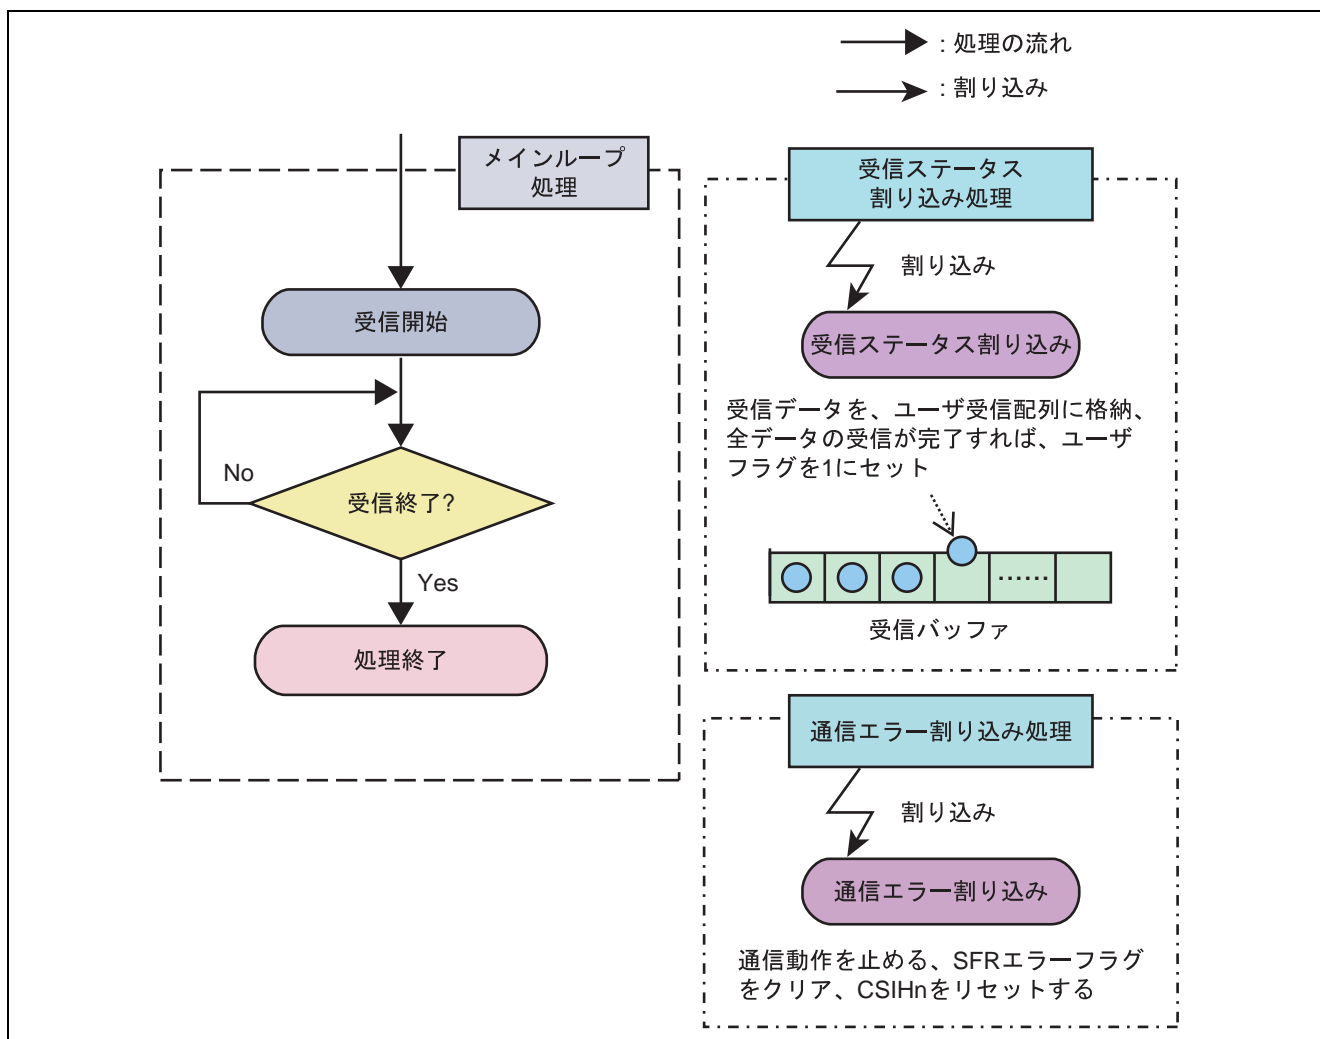 : 処理の流れ
: 割り込み
メインループ
処理
受信開始
No
受信終了?
Yes
処理終了
受信ステータス
割り込み処理
割り込み
受信ステータス割り込み
受信データを、ユーザ受信配列に格納、
全データの受信が完了すれば、ユーザ
フラグを1にセット
......
受信バッファ
通信エラー割り込み処理
割り込み
通信エラー割り込み
通信動作を止める、SFRエラーフラグ
をクリア、CSIHnをリセットする